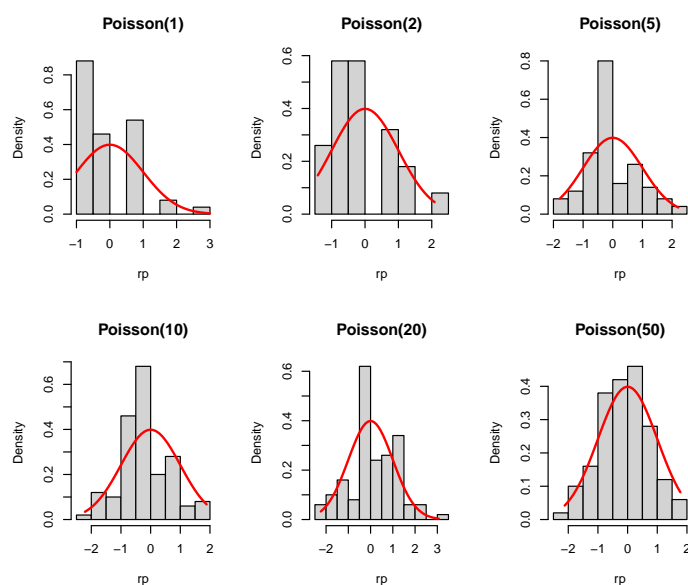 Poisson(1)
Density
0.0 0.2 0.4 0.6 0.8
−1 0 1 2 3
rp
Poisson(2)
Density
0.0 0.2 0.4 0.6
−1 0 1 2
rp
Poisson(5)
Density
0.0 0.2 0.4 0.6 0.8
−2 −1 0 1 2
rp
Poisson(10)
Density
0.0 0.2 0.4 0.6
−2 −1 0 1 2
rp
Poisson(20)
Density
0.0 0.2 0.4 0.6
−2 −1 0 1 2 3
rp
Poisson(50)
Density
0.0 0.1 0.2 0.3 0.4
−2 −1 0 1 2
rp